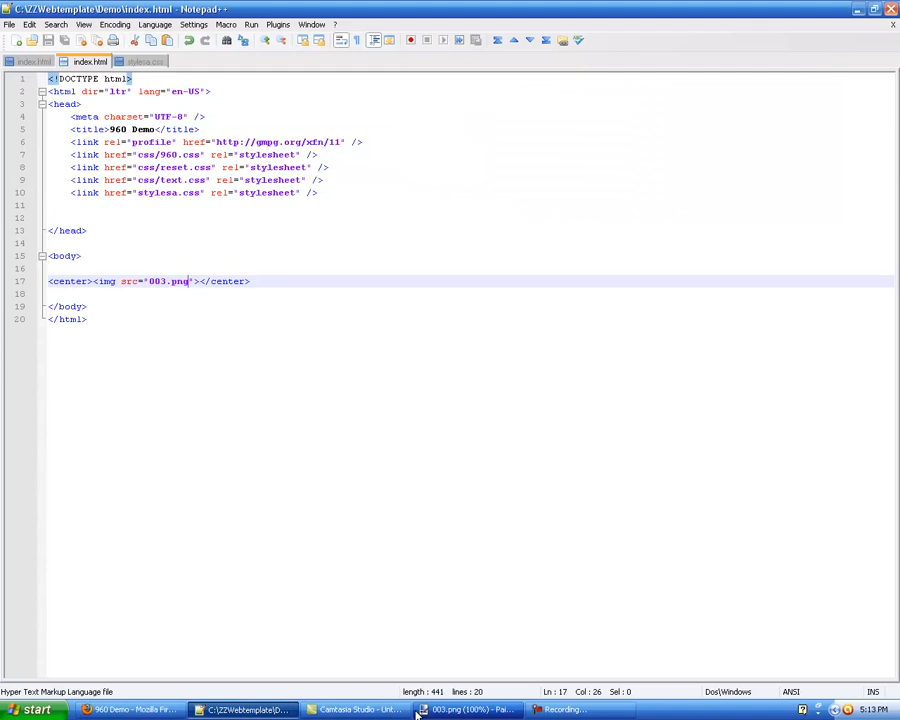 C:\ZZWebtemplate\Demo\index.html - Notepad++
File Edit Search View Encoding Language Settings Macro Run Plugins Window ? X
index.html index.html stylesa.css
1 <!DOCTYPE html>
2 <html dir="ltr" lang="en-US">
3 <head>
4 <meta charset="UTF-8" />
5 <title>960 Demo</title>
6 <link rel="profile" href="http://gmpg.org/xfn/11" />
7 <link href="css/960.css" rel="stylesheet" />
8 <link href="css/reset.css" rel="stylesheet" />
9 <link href="css/text.css" rel="stylesheet" />
10 <link href="stylesa.css" rel="stylesheet" />
11
12
13 </head>
14
15 <body>
16
17 <center><img src="003.png"></center>
18
19 </body>
20 </html>
Hyper Text Markup Language file length : 441 lines : 20 Ln : 17 Col : 26 Sel : 0 Dos\Windows ANSI INS
start 960 Demo - Mozilla Fir... C:\ZZWebtemplate\D... Camtasia Studio - Unt... 003.png (100%) - Pai... Recording... 5:13 PM